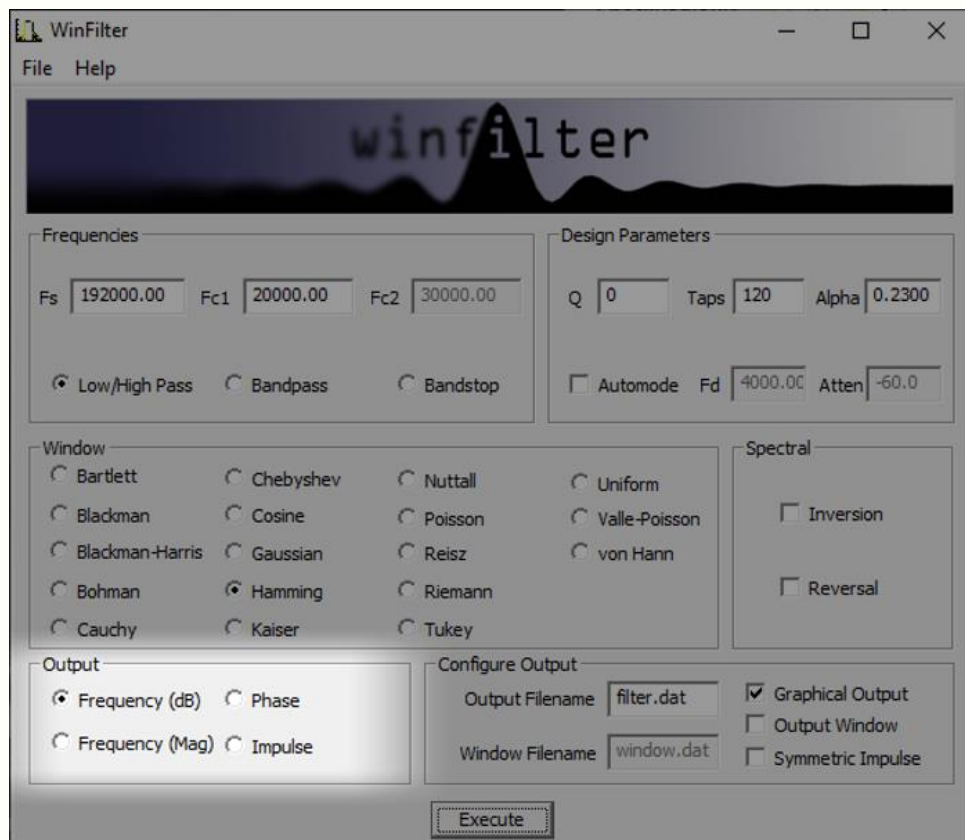 WinFilter
File Help
winfilter
Frequencies
Fs 192000.00 Fc1 20000.00 Fc2 30000.00
Low/High Pass Bandpass Bandstop
Design Parameters
Q 0 Taps 120 Alpha 0.2300
Automode Fd 4000.00 Atten -60.0
Window
Bartlett Chebyshev Nuttall Uniform
Blackman Cosine Poisson Valle-Poisson
Blackman-Harris Gaussian Reisz von Hann
Bohman Hamming Riemann
Cauchy Kaiser Tukey
Spectral
Inversion
Reversal
Output
Frequency (dB) Phase
Frequency (Mag) Impulse
Configure Output
Output Filename filter.dat Graphical Output
Output Window
Window Filename window.dat Symmetric Impulse
Execute